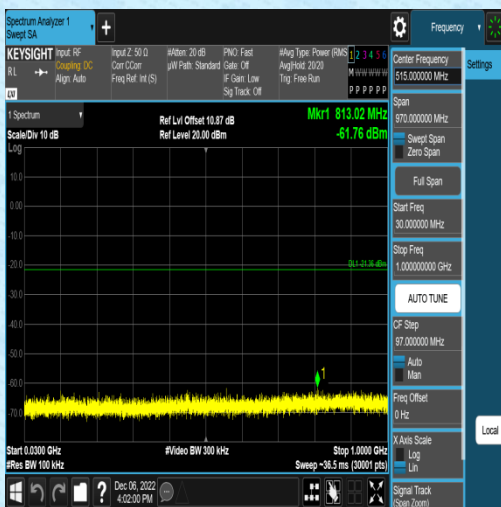 Spectrum Analyzer 1
Swept SA
+
Frequency
KEYSIGHT
RL
LV
Input: RF
Coupling: DC
Align: Auto
Input Z: 50 Ω
Corr CCorr
Freq Ref: Int (S)
#Atten: 20 dB
µW Path: Standard
PNO: Fast
Gate: Off
IF Gain: Low
Sig Track: Off
#Avg Type: Power (RMS
Avg|Hold: 20/20
Trig: Free Run
1 2 3 4 5 6
M W W W W W
P P P P P P
1 Spectrum
Scale/Div 10 dB
Log
Ref Lvl Offset 10.87 dB
Ref Level 20.00 dBm
Mkr1 813.02 MHz
-61.76 dBm
10.0
0.00
-10.0
-20.0
-30.0
-40.0
-50.0
-60.0
-70.0
DL1 -21.36 dBm
1
Start 0.0300 GHz
#Res BW 100 kHz
#Video BW 300 kHz
Stop 1.0000 GHz
Sweep ~36.5 ms (30001 pts)
?
Dec 06, 2022
4:02:00 PM
Center Frequency
515.000000 MHz
Span
970.000000 MHz
Swept Span
Zero Span
Full Span
Start Freq
30.000000 MHz
Stop Freq
1.000000000 GHz
AUTO TUNE
CF Step
97.000000 MHz
Auto
Man
Freq Offset
0 Hz
X Axis Scale
Log
Lin
Signal Track
(Span Zoom)
Settings
Local